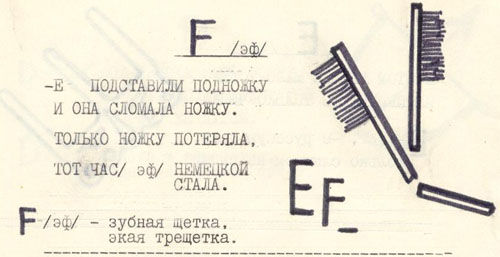 F /эф/
-Е ПОДСТАВИЛИ ПОДНОЖКУ
И ОНА СЛОМАЛА НОЖКУ.
ТОЛЬКО НОЖКУ ПОТЕРЯЛА,
ТОТ ЧАС/ эф/ НЕМЕЦКОЙ
СТАЛА.
E F_
F /эф/ - зубная щетка,
экая трещетка.